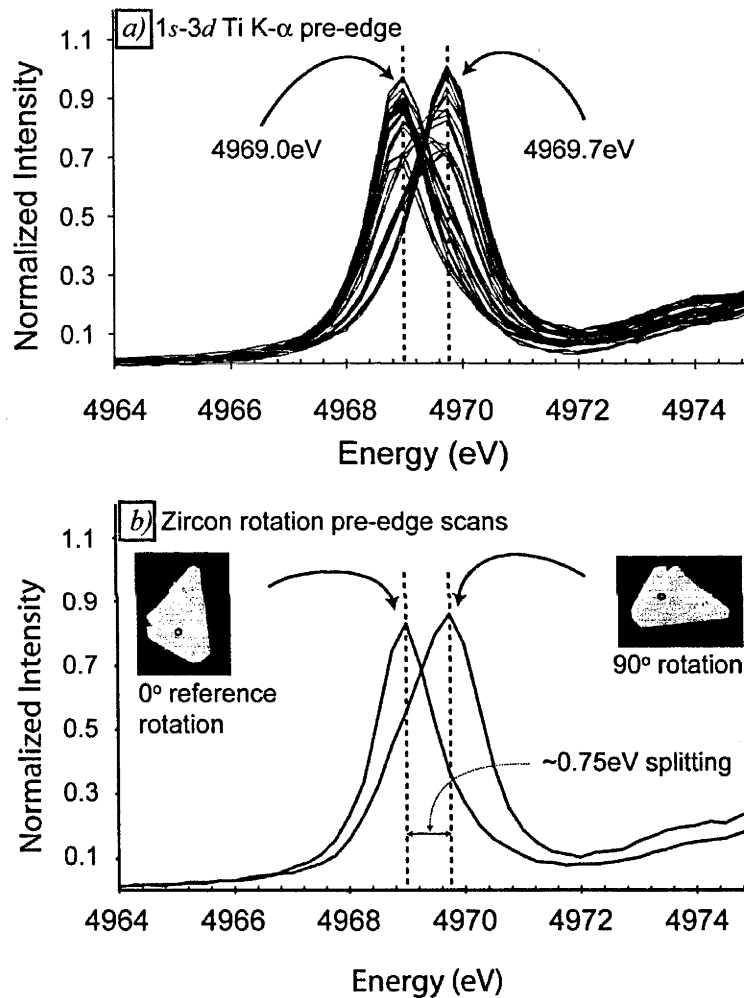 a) 1s-3d Ti K-α pre-edge
1.1
0.9
0.7
0.5
0.3
0.1
Normalized Intensity
4969.0eV
4969.7eV
4964 4966 4968 4970 4972 4974
Energy (eV)
b) Zircon rotation pre-edge scans
1.1
0.9
0.7
0.5
0.3
0.1
Normalized Intensity
0° reference
rotation
90° rotation
~0.75eV splitting
4964 4966 4968 4970 4972 4974
Energy (eV)